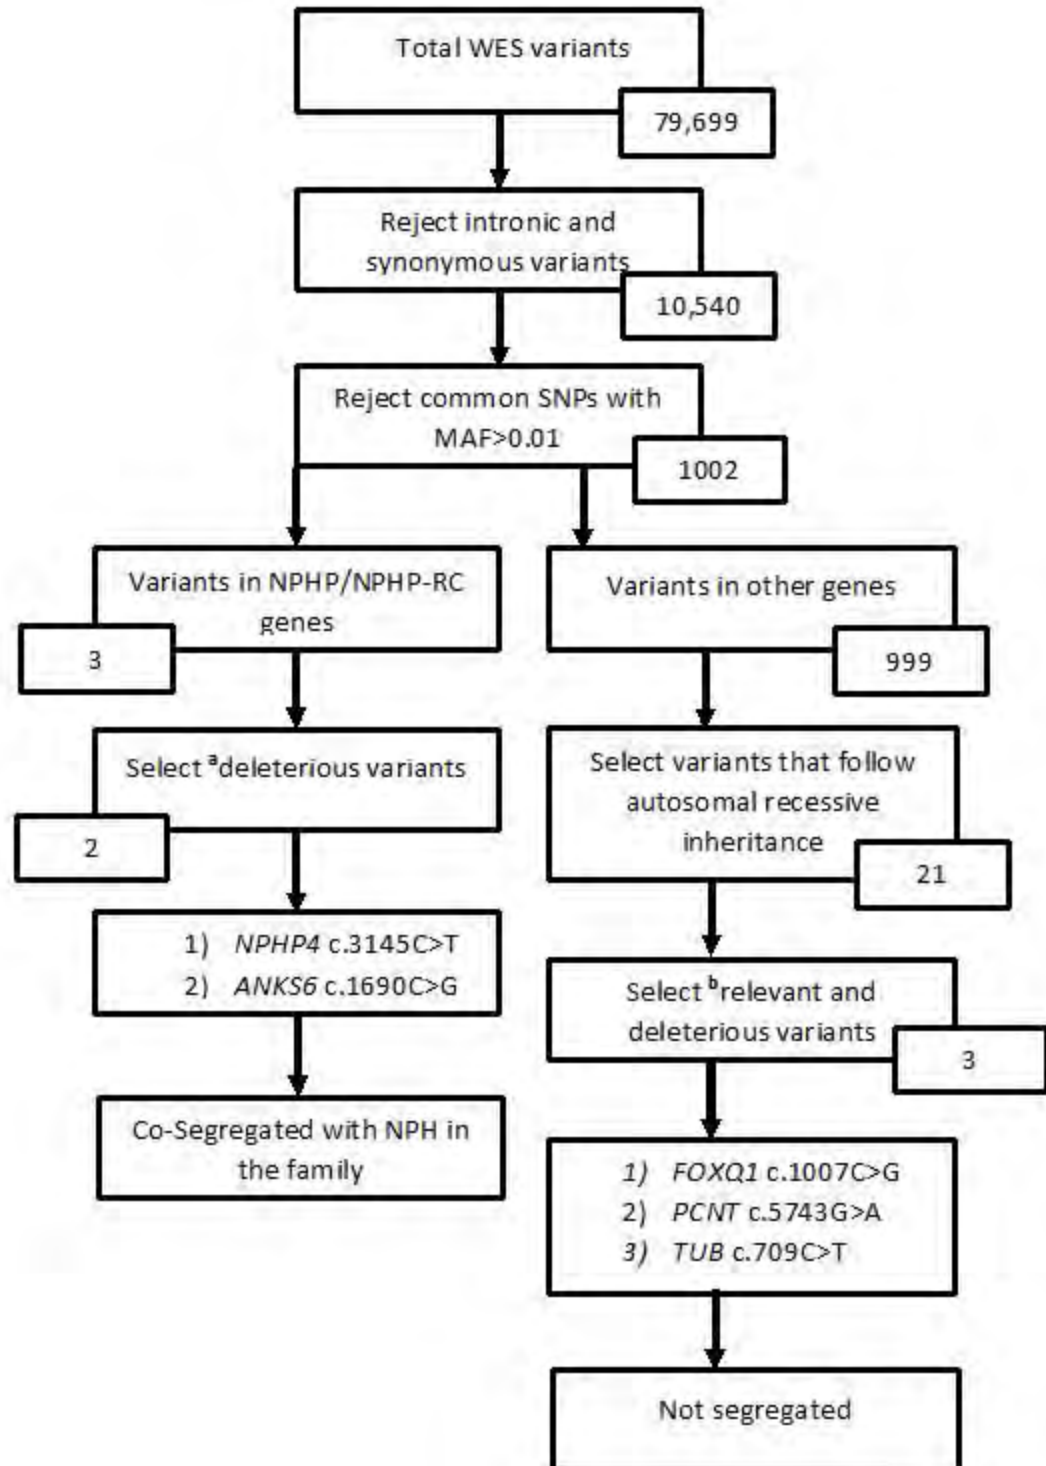 Total WES variants
79,699
Reject intronic and
synonymous variants
10,540
Reject common SNPs with
MAF>0.01
1002
Variants in NPHP/NPHP-RC
genes
3
Variants in other genes
999
Select ᵃdeleterious variants
2
Select variants that follow
autosomal recessive
inheritance
21
1) NPHP4 c.3145C>T
2) ANKS6 c.1690C>G
Select ᵇrelevant and
deleterious variants
3
Co-Segregated with NPH in
the family
1) FOXQ1 c.1007C>G
2) PCNT c.5743G>A
3) TUB c.709C>T
Not segregated